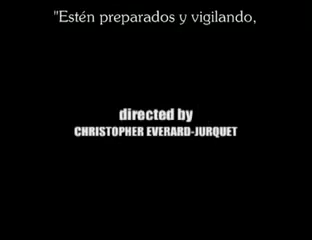 "Estén preparados y vigilando,
directed by
CHRISTOPHER EVERARD-JURQUET